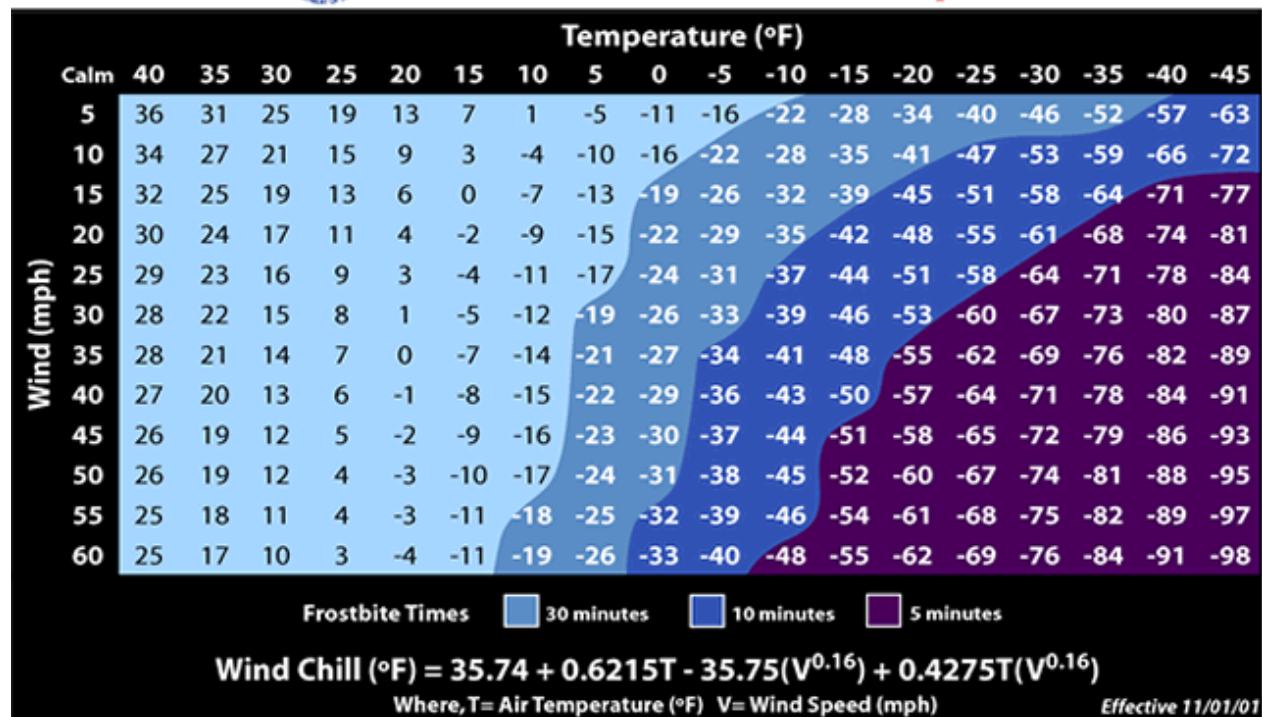 Temperature (ºF)
Calm 40 35 30 25 20 15 10 5 0 -5 -10 -15 -20 -25 -30 -35 -40 -45
5 36 31 25 19 13 7 1 -5 -11 -16 -22 -28 -34 -40 -46 -52 -57 -63
10 34 27 21 15 9 3 -4 -10 -16 -22 -28 -35 -41 -47 -53 -59 -66 -72
15 32 25 19 13 6 0 -7 -13 -19 -26 -32 -39 -45 -51 -58 -64 -71 -77
20 30 24 17 11 4 -2 -9 -15 -22 -29 -35 -42 -48 -55 -61 -68 -74 -81
25 29 23 16 9 3 -4 -11 -17 -24 -31 -37 -44 -51 -58 -64 -71 -78 -84
30 28 22 15 8 1 -5 -12 -19 -26 -33 -39 -46 -53 -60 -67 -73 -80 -87
35 28 21 14 7 0 -7 -14 -21 -27 -34 -41 -48 -55 -62 -69 -76 -82 -89
40 27 20 13 6 -1 -8 -15 -22 -29 -36 -43 -50 -57 -64 -71 -78 -84 -91
45 26 19 12 5 -2 -9 -16 -23 -30 -37 -44 -51 -58 -65 -72 -79 -86 -93
50 26 19 12 4 -3 -10 -17 -24 -31 -38 -45 -52 -60 -67 -74 -81 -88 -95
55 25 18 11 4 -3 -11 -18 -25 -32 -39 -46 -54 -61 -68 -75 -82 -89 -97
60 25 17 10 3 -4 -11 -19 -26 -33 -40 -48 -55 -62 -69 -76 -84 -91 -98
Wind (mph)
Frostbite Times 30 minutes 10 minutes 5 minutes
Wind Chill (ºF) = 35.74 + 0.6215T - 35.75(V^0.16) + 0.4275T(V^0.16)
Where, T= Air Temperature (ºF) V= Wind Speed (mph) Effective 11/01/01